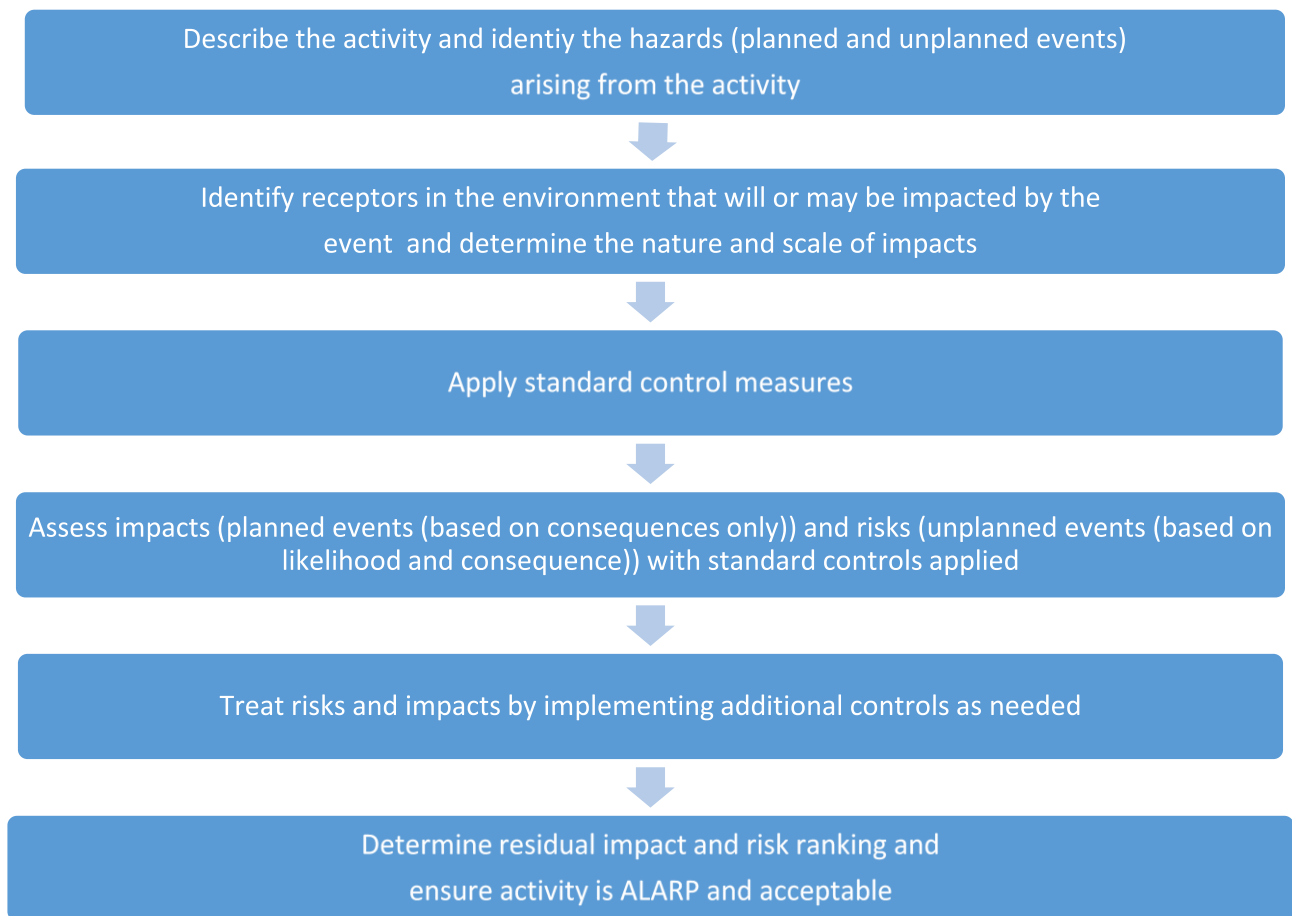 Describe the activity and identiy the hazards (planned and unplanned events)
arising from the activity
Identify receptors in the environment that will or may be impacted by the
event  and determine the nature and scale of impacts
Apply standard control measures
Assess impacts (planned events (based on consequences only)) and risks (unplanned events (based on
likelihood and consequence)) with standard controls applied
Treat risks and impacts by implementing additional controls as needed
Determine residual impact and risk ranking and
ensure activity is ALARP and acceptable